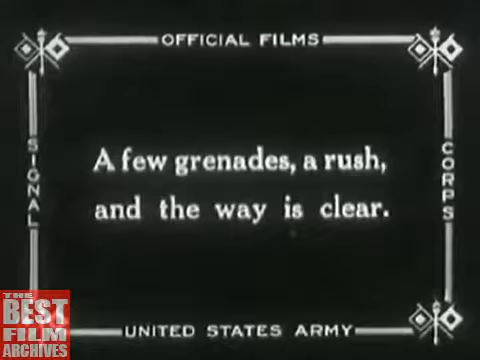 OFFICIAL FILMS
SIGNAL
CORPS
A few grenades, a rush,
and the way is clear.
UNITED STATES ARMY
THE
BEST
FILM
ARCHIVES